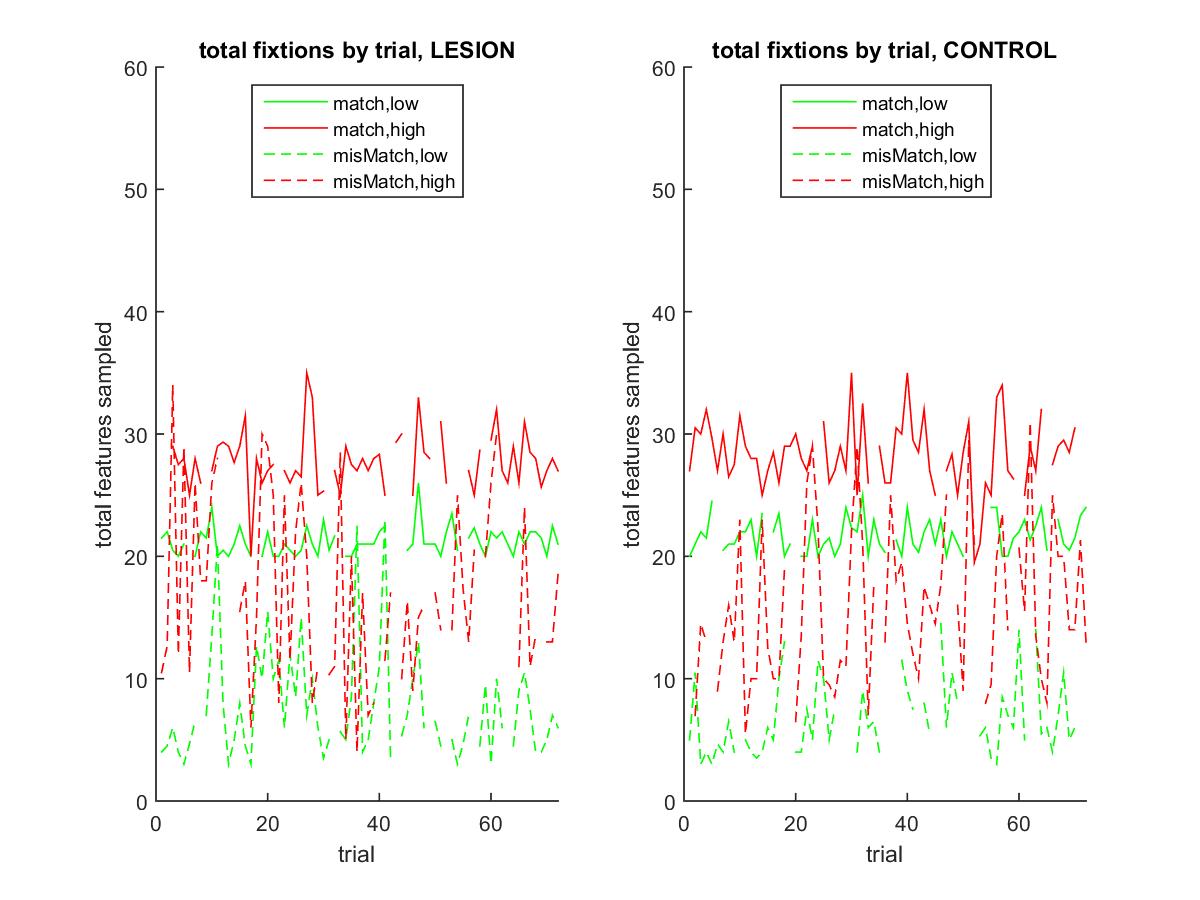 total fixtions by trial, LESION
match,low
match,high
misMatch,low
misMatch,high
total features sampled
60
50
40
30
20
10
0
0 20 40 60
trial
total fixtions by trial, CONTROL
match,low
match,high
misMatch,low
misMatch,high
total features sampled
60
50
40
30
20
10
0
0 20 40 60
trial